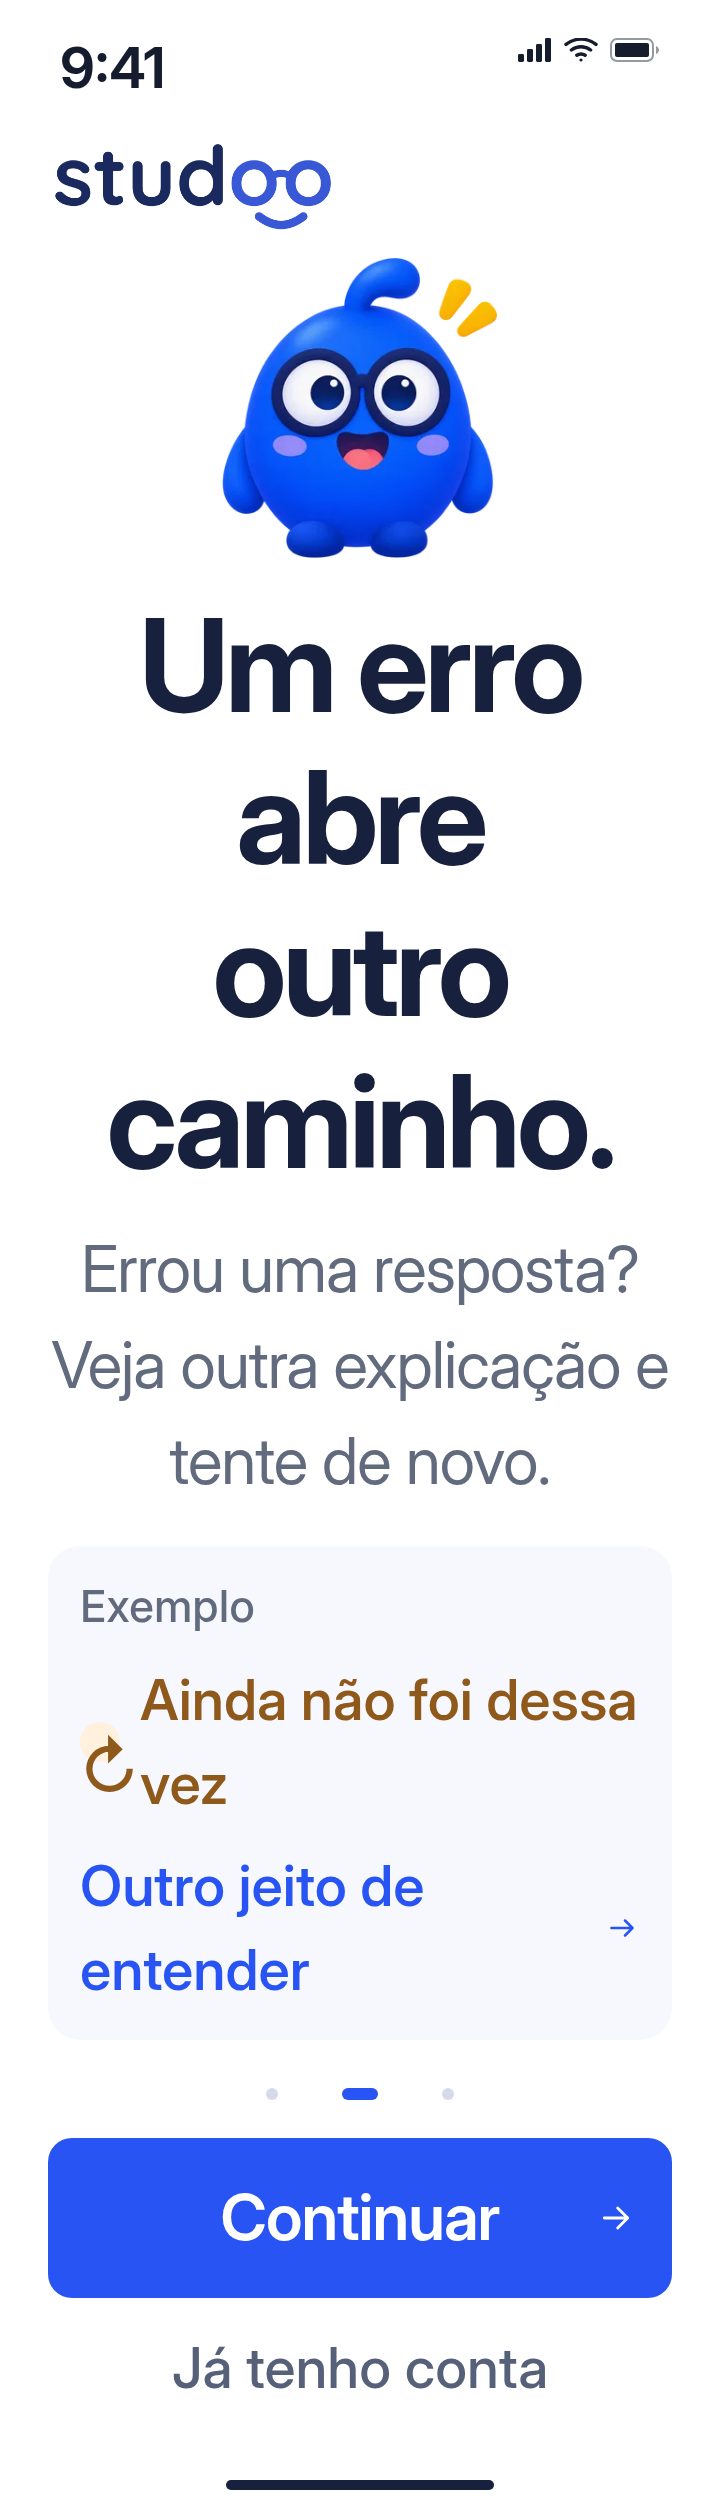 9:41
studoo
Um erro
abre
outro
caminho.
Errou uma resposta?
Veja outra explicação e
tente de novo.
Exemplo
Ainda não foi dessa
vez
Outro jeito de
entender
Continuar
Já tenho conta